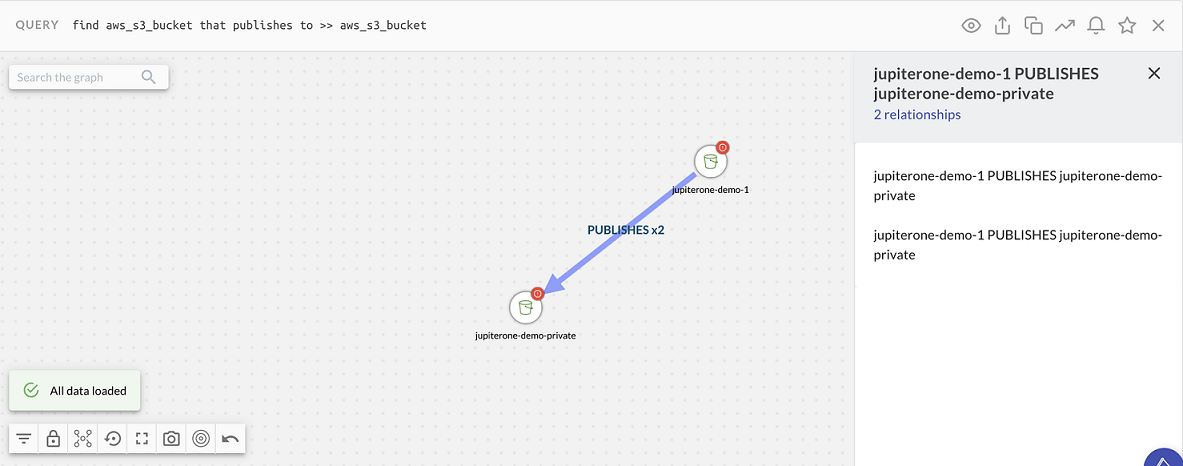 QUERY find aws_s3_bucket that publishes to >> aws_s3_bucket
Search the graph
jupiterone-demo-1
PUBLISHES x2
jupiterone-demo-private
All data loaded
jupiterone-demo-1 PUBLISHES
jupiterone-demo-private
2 relationships
jupiterone-demo-1 PUBLISHES jupiterone-demo-
private
jupiterone-demo-1 PUBLISHES jupiterone-demo-
private